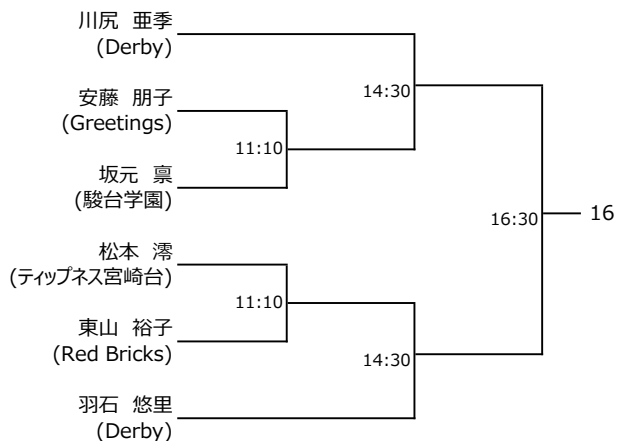 川尻 亜季
(Derby)
14:30
安藤 朋子
(Greetings)
11:10
坂元 禀
(駿台学園)
16:30
16
松本 澪
(ティップネス宮崎台)
11:10
東山 裕子
(Red Bricks)
14:30
羽石 悠里
(Derby)